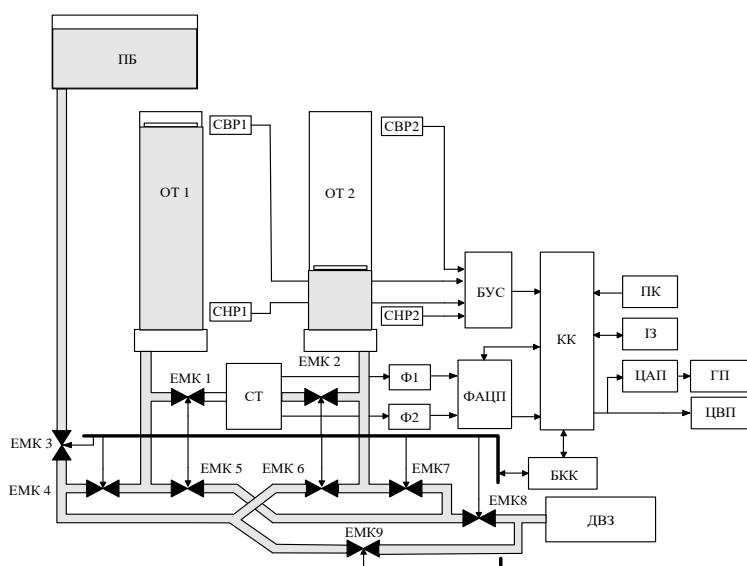 ПБ
СВР1
СВР2
ОТ 1
ОТ 2
БУС
ПК
СНР1
СНР2
КК
ІЗ
ЕМК 2
ЕМК 1
СТ
Ф1
ФАЦП
ЦАП
ГП
Ф2
ЦВП
ЕМК 3
БКК
ЕМК 4
ЕМК 5
ЕМК 6
ЕМК7
ЕМК8
ДВЗ
ЕМК9